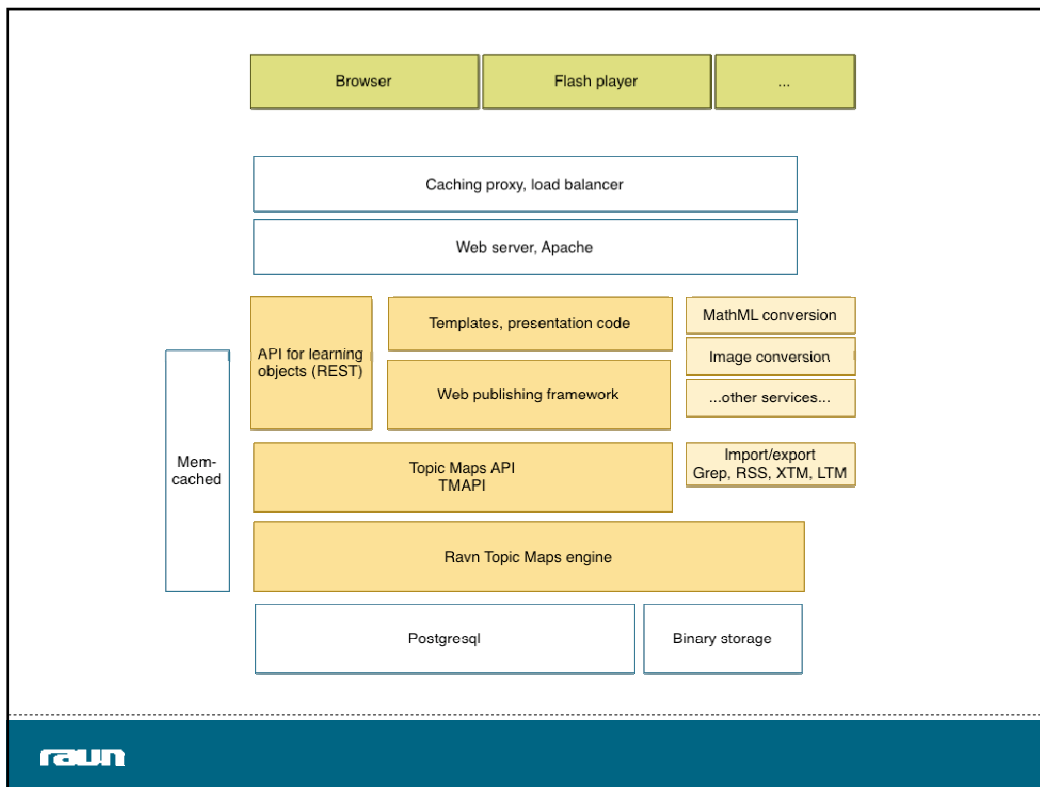 Browser
Flash player
...
Caching proxy, load balancer
Web server, Apache
API for learning
objects (REST)
Templates, presentation code
MathML conversion
Image conversion
Web publishing framework
...other services...
Mem-
cached
Topic Maps API
TMAPI
Import/export
Grep, RSS, XTM, LTM
Ravn Topic Maps engine
Postgresql
Binary storage
raun